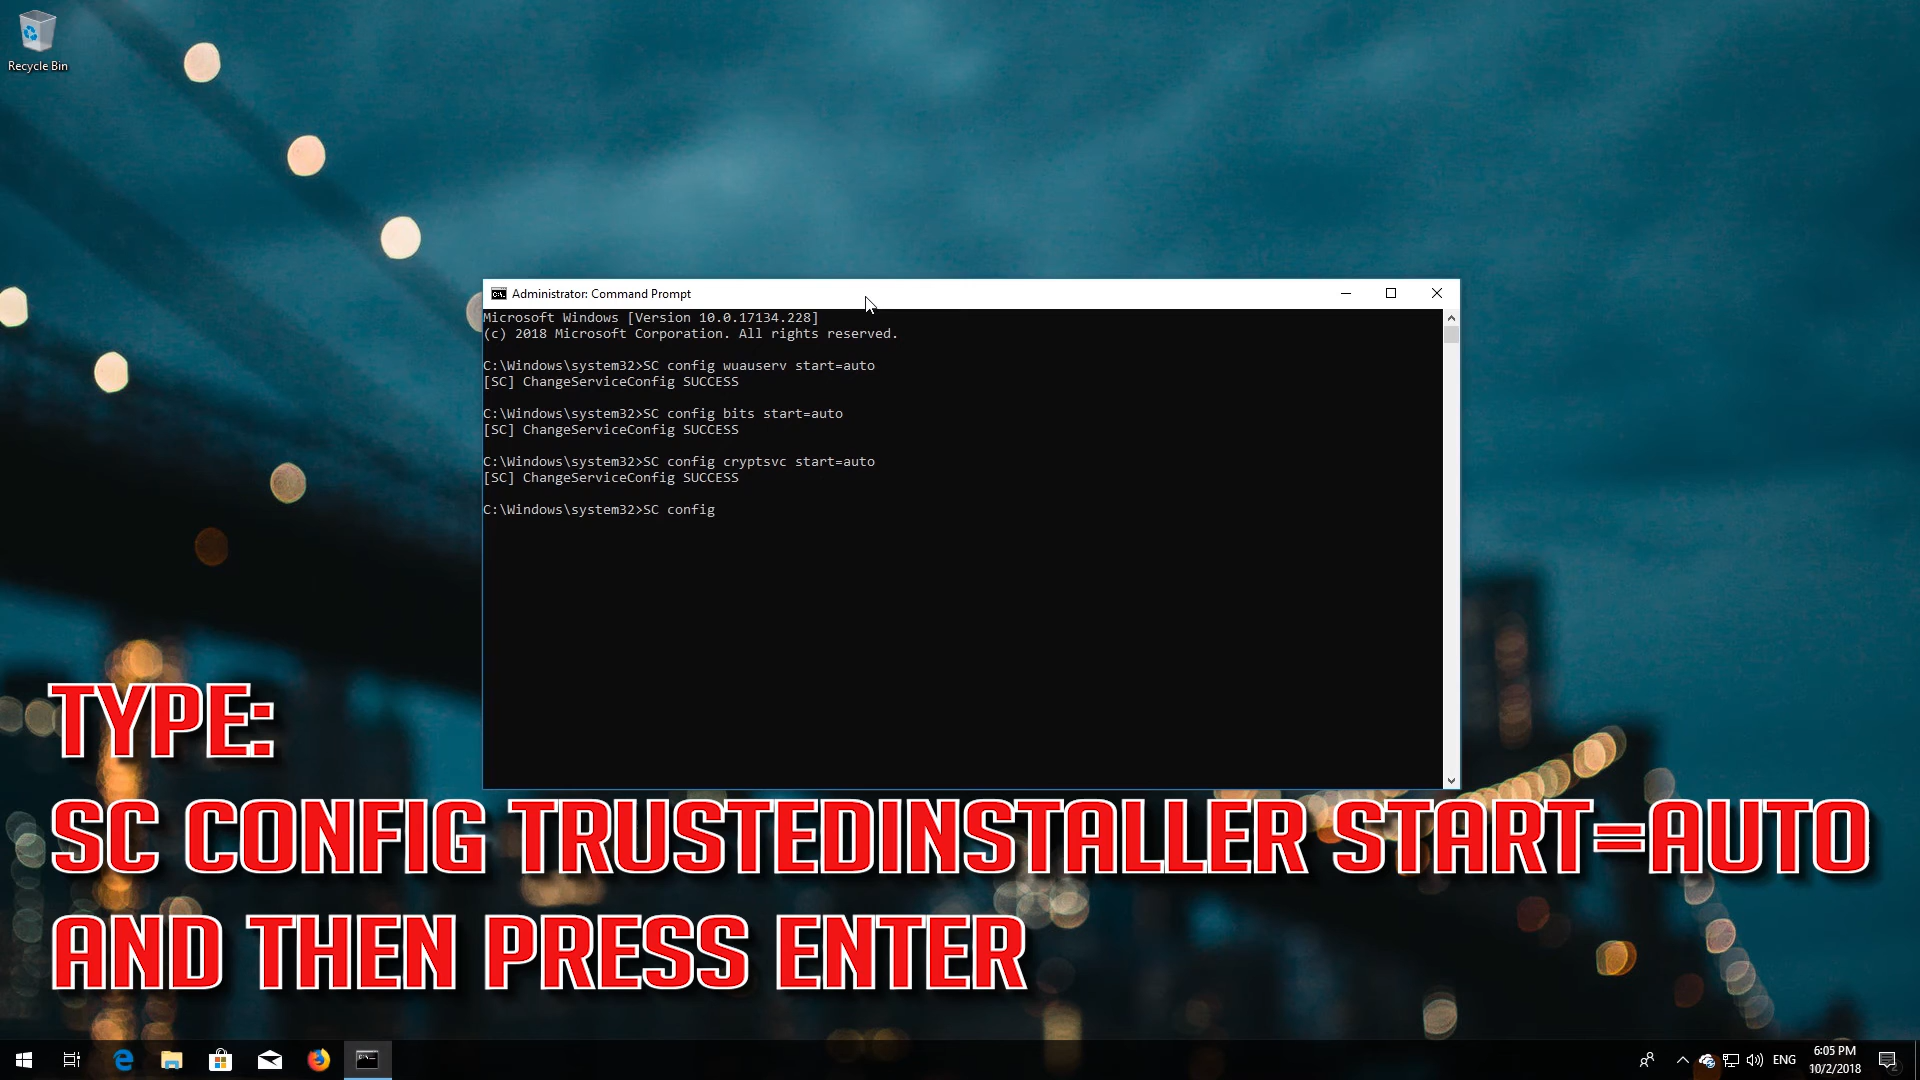 Recycle Bin
Administrator: Command Prompt
Microsoft Windows [Version 10.0.17134.228]
(c) 2018 Microsoft Corporation. All rights reserved.
C:\Windows\system32>SC config wuauserv start=auto
[SC] ChangeServiceConfig SUCCESS
C:\Windows\system32>SC config bits start=auto
[SC] ChangeServiceConfig SUCCESS
C:\Windows\system32>SC config cryptsvc start=auto
[SC] ChangeServiceConfig SUCCESS
C:\Windows\system32>SC config
TYPE:
SC CONFIG TRUSTEDINSTALLER START=AUTO
AND THEN PRESS ENTER
ENG
6:05 PM
10/2/2018